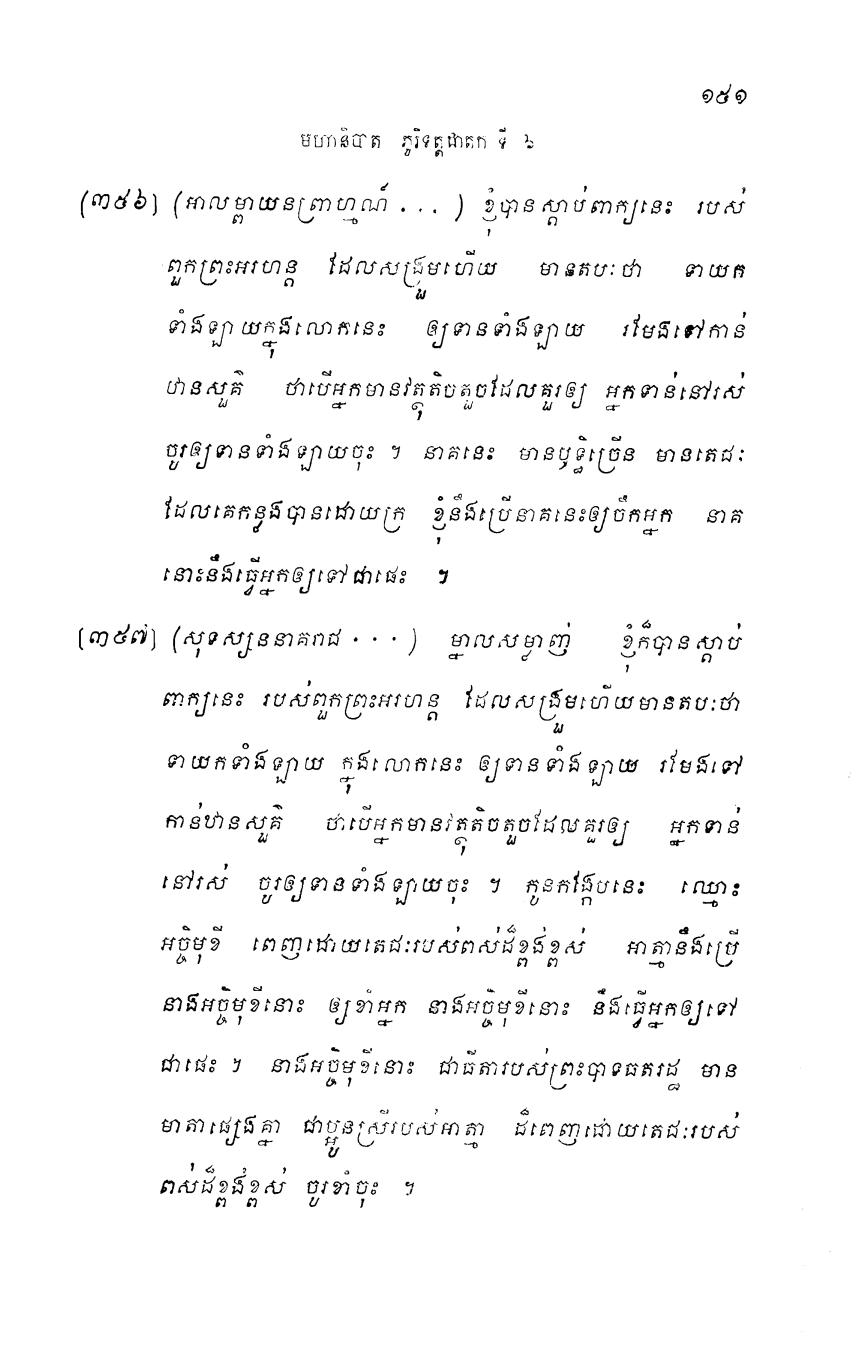 ១៥១
មហានិបាត ភូរិទត្តជាតក ទី ៦
(៣៥៦) (អាលម្ពាយនព្រាហ្មណ៍ . . . ) ខ្ញុំបានស្តាប់ពាក្យនេះ របស់
ពួកព្រះអរហន្ត ដែលសង្រួមហើយ មានតបៈថា ទាយក
ទាំងឡាយក្នុងលោកនេះ ឲ្យទានទាំងឡាយ រមែងទៅកាន់
ឋានសួគ៌ ថាបើអ្នកមានវត្ថុតិចតួចដែលគួរឲ្យ អ្នកទាន់នៅរស់
ចូរឲ្យទានទាំងឡាយចុះ ។ នាគនេះ មានឫទ្ធិច្រើន មានតេជៈ
ដែលគេកន្លងបានដោយក្រ ខ្ញុំនឹងប្រើនាគនេះឲ្យចឹកអ្នក នាគ
នោះនឹងធ្វើអ្នកឲ្យទៅជាផេះ ។
(៣៥៧) (សុទស្សននាគរាជ . . . ) ម្នាលសម្លាញ់ ខ្ញុំក៏បានស្តាប់
ពាក្យនេះ របស់ពួកព្រះអរហន្ត ដែលសង្រួមហើយមានតបៈថា
ទាយកទាំងឡាយ ក្នុងលោកនេះ ឲ្យទានទាំងឡាយ រមែងទៅ
កាន់ឋានសួគ៌ ថាបើអ្នកមានវត្ថុតិចតួចដែលគួរឲ្យ អ្នកទាន់
នៅរស់ ចូរឲ្យទានទាំងឡាយចុះ ។ កូនកង្កែបនេះ ឈ្មោះ
អច្ចិមុខី ពេញដោយតេជៈរបស់ពស់ដ៏ខ្ពង់ខ្ពស់ អាត្មានឹងប្រើ
នាងអច្ចិមុខីនោះ ឲ្យខាំអ្នក នាងអច្ចិមុខីនោះ នឹងធ្វើអ្នកឲ្យទៅ
ជាផេះ ។ នាងអច្ចិមុខីនោះ ជាធីតារបស់ព្រះបាទធតរដ្ឋ មាន
មាតាផ្សេងគ្នា ជាប្អូនស្រីរបស់អាត្មា ដ៏ពេញដោយតេជៈរបស់
ពស់ដ៏ខ្ពង់ខ្ពស់ ចូរខាំចុះ ។